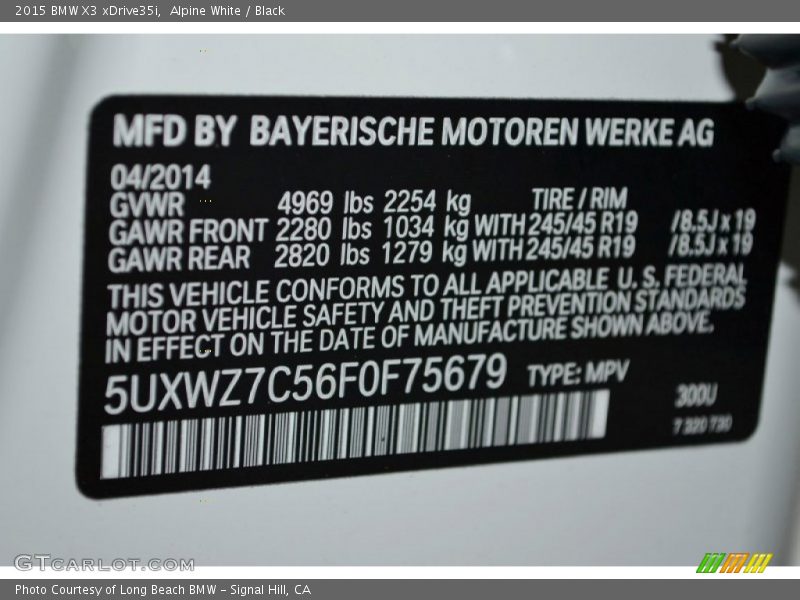 2015 BMW X3 xDrive35i, Alpine White / Black
MFD BY BAYERISCHE MOTOREN WERKE AG
04/2014
GVWR 4969 lbs 2254 kg TIRE / RIM
GAWR FRONT 2280 lbs 1034 kg WITH 245/45 R19 /8.5J x 19
GAWR REAR 2820 lbs 1279 kg WITH 245/45 R19 /8.5J x 19
THIS VEHICLE CONFORMS TO ALL APPLICABLE U. S. FEDERAL
MOTOR VEHICLE SAFETY AND THEFT PREVENTION STANDARDS
IN EFFECT ON THE DATE OF MANUFACTURE SHOWN ABOVE.
5UXWZ7C56F0F75679 TYPE: MPV
300U
7 320 730
GTCARLOT.COM
Photo Courtesy of Long Beach BMW - Signal Hill, CA